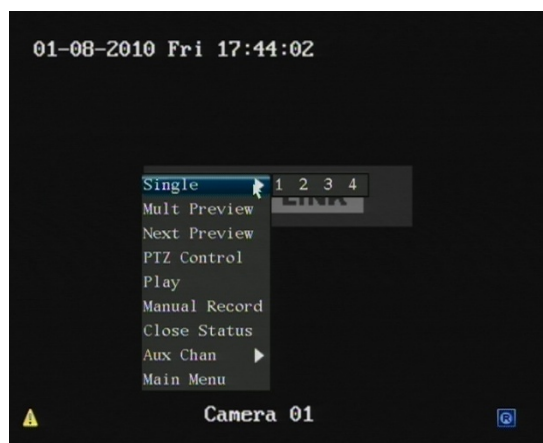 01-08-2010 Fri 17:44:02
Single 1 2 3 4
LINK
Mult Preview
Next Preview
PTZ Control
Play
Manual Record
Close Status
Aux Chan
Main Menu
Camera 01
R